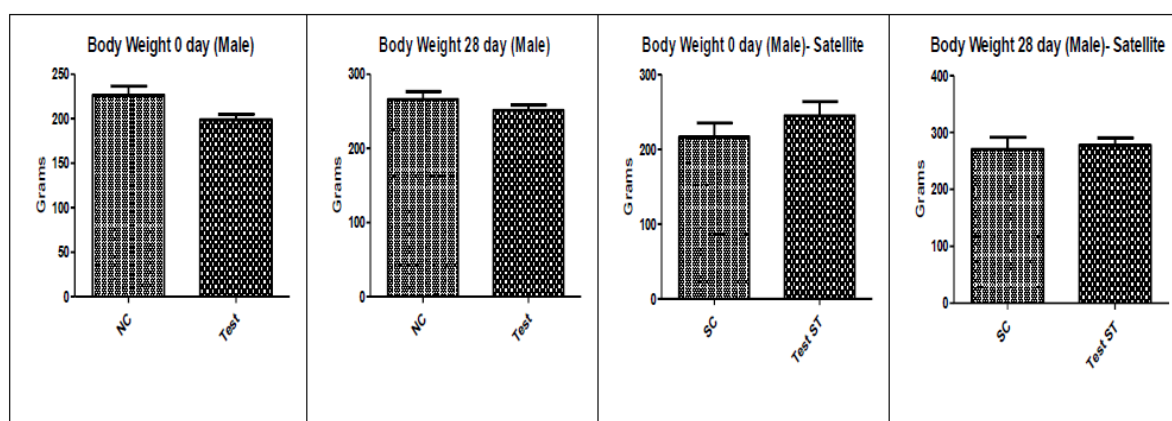 Body Weight 0 day (Male)
250
200
150
100
50
0
Grams
NC
Test
Body Weight 28 day (Male)
300
200
100
0
Grams
NC
Test
Body Weight 0 day (Male)- Satellite
300
200
100
0
Grams
SC
Test ST
Body Weight 28 day (Male)- Satellite
400
300
200
100
0
Grams
SC
Test ST